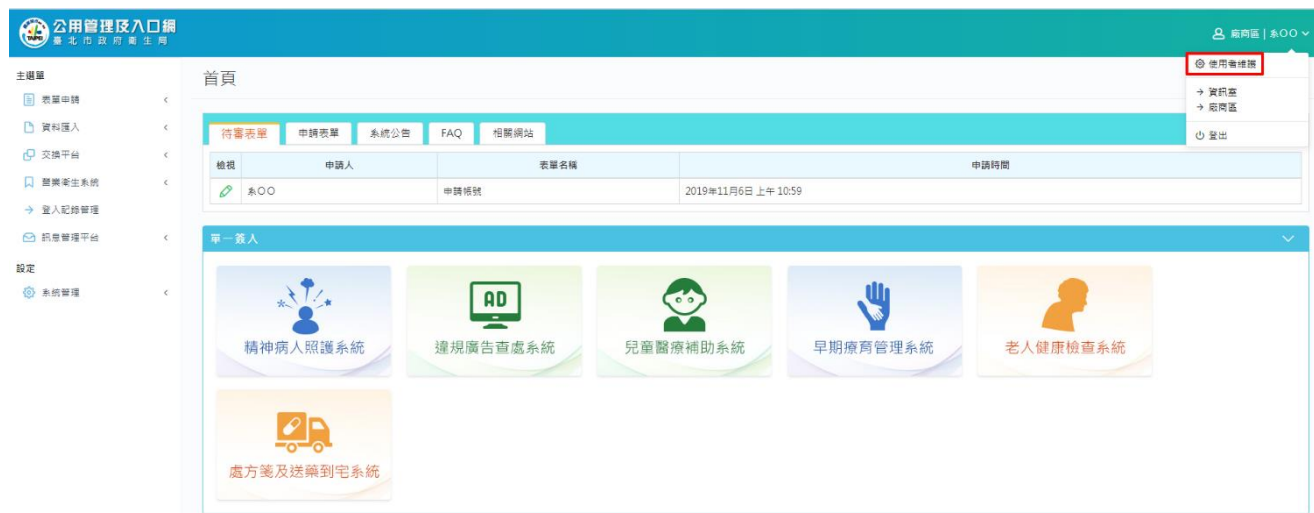 公用管理及入口網
臺北市政府衛生局
TAIPEI
廠商區 | 系〇〇
使用者維護
→ 資訊室
→ 廠商區
登出
主選單
表單申請
資料匯入
交換平台
營業衛生系統
登入記錄管理
訊息管理平台
設定
系統管理
首頁
待審表單 申請表單 系統公告 FAQ 相關網站
檢視 申請人 表單名稱 申請時間
系〇〇 申請帳號 2019年11月6日 上午 10:59
單一簽入
AD
精神病人照護系統 違規廣告查處系統 兒童醫療補助系統 早期療育管理系統 老人健康檢查系統
處方箋及送藥到宅系統